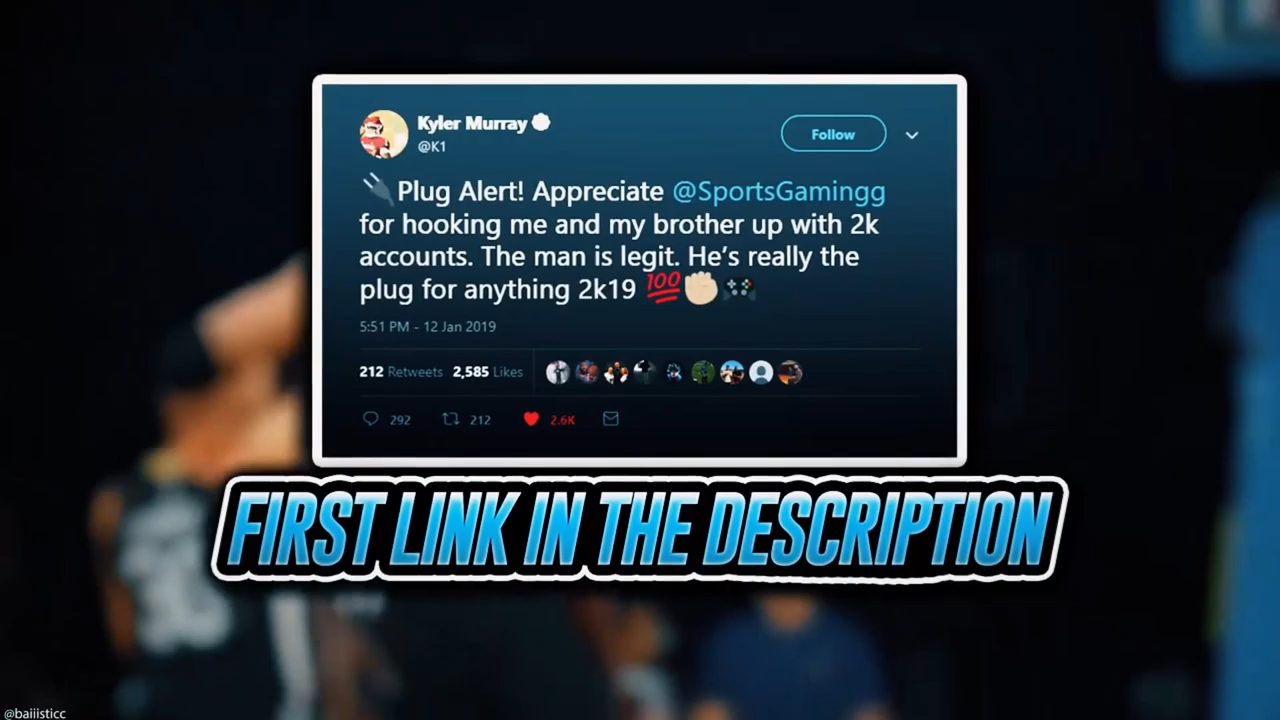 Kyler Murray
@K1
Follow
Plug Alert! Appreciate @SportsGamingg
for hooking me and my brother up with 2k
accounts. The man is legit. He's really the
plug for anything 2k19 💯✊🏼🎮
5:51 PM - 12 Jan 2019
212 Retweets 2,585 Likes
292 212 2.6K
FIRST LINK IN THE DESCRIPTION
@baiiisticc